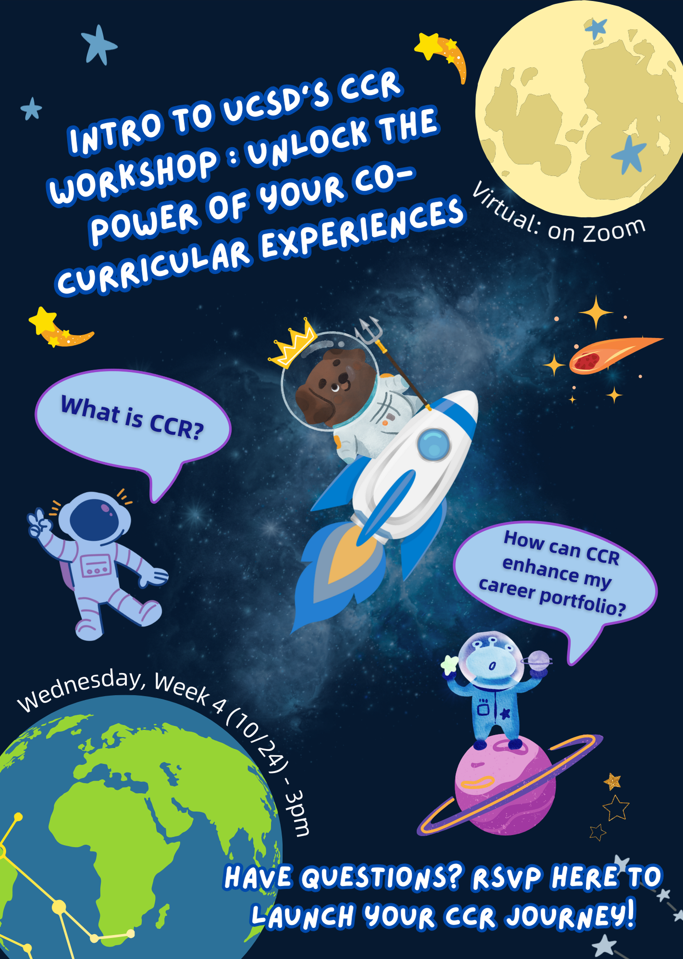 INTRO TO UCSD'S CCR
WORKSHOP : UNLOCK THE
POWER OF YOUR CO-
CURRICULAR EXPERIENCES
Virtual: on Zoom
What is CCR?
How can CCR
enhance my
career portfolio?
Wednesday, Week 4 (10/24) - 3pm
HAVE QUESTIONS? RSVP HERE TO
LAUNCH YOUR CCR JOURNEY!